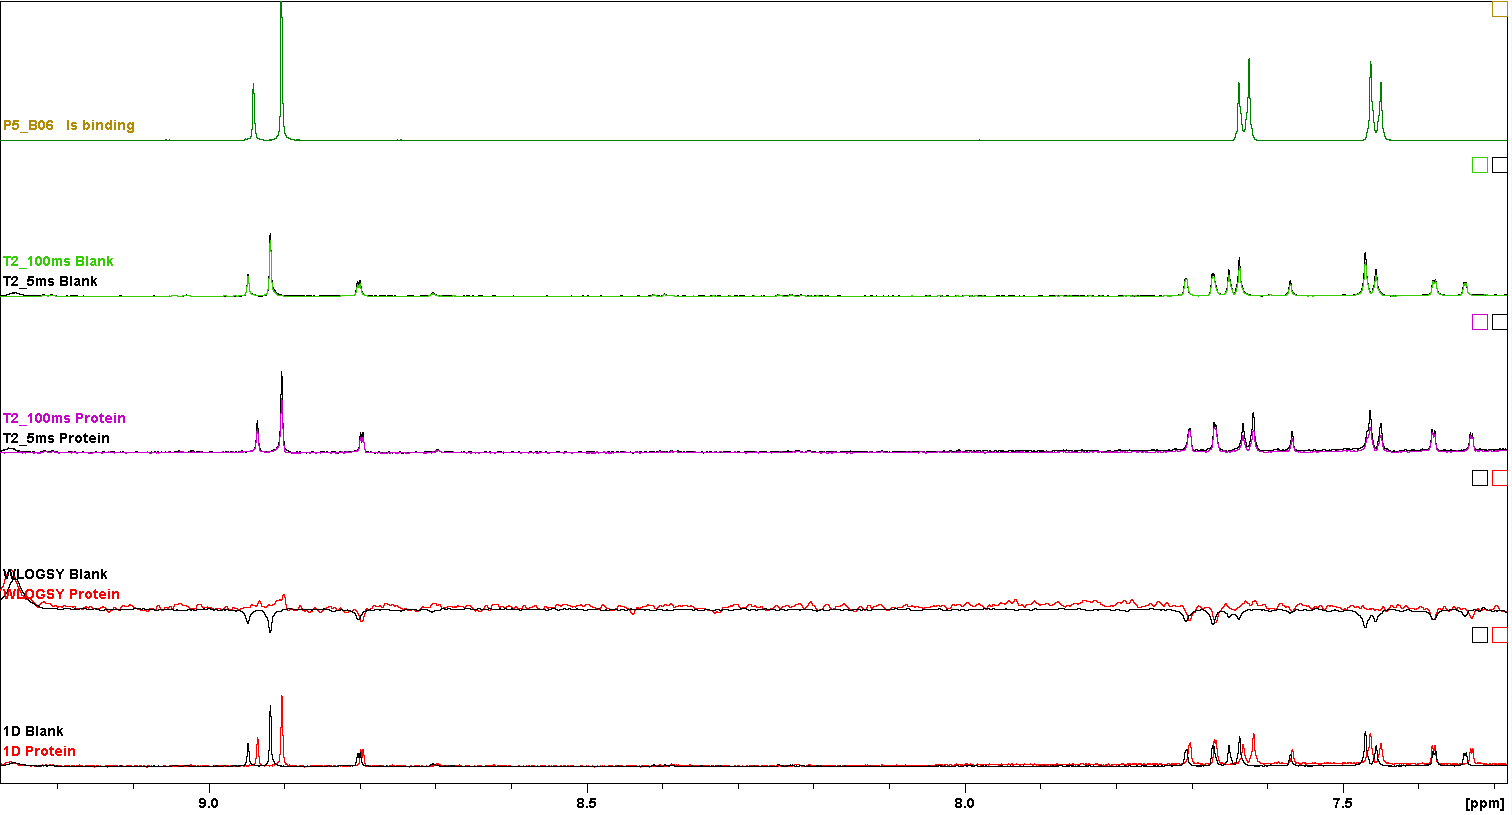 P5_B06 Is binding
T2_100ms Blank
T2_5ms Blank
T2_100ms Protein
T2_5ms Protein
WLOGSY Blank
WLOGSY Protein
1D Blank
1D Protein
9.0 8.5 8.0 7.5 [ppm]